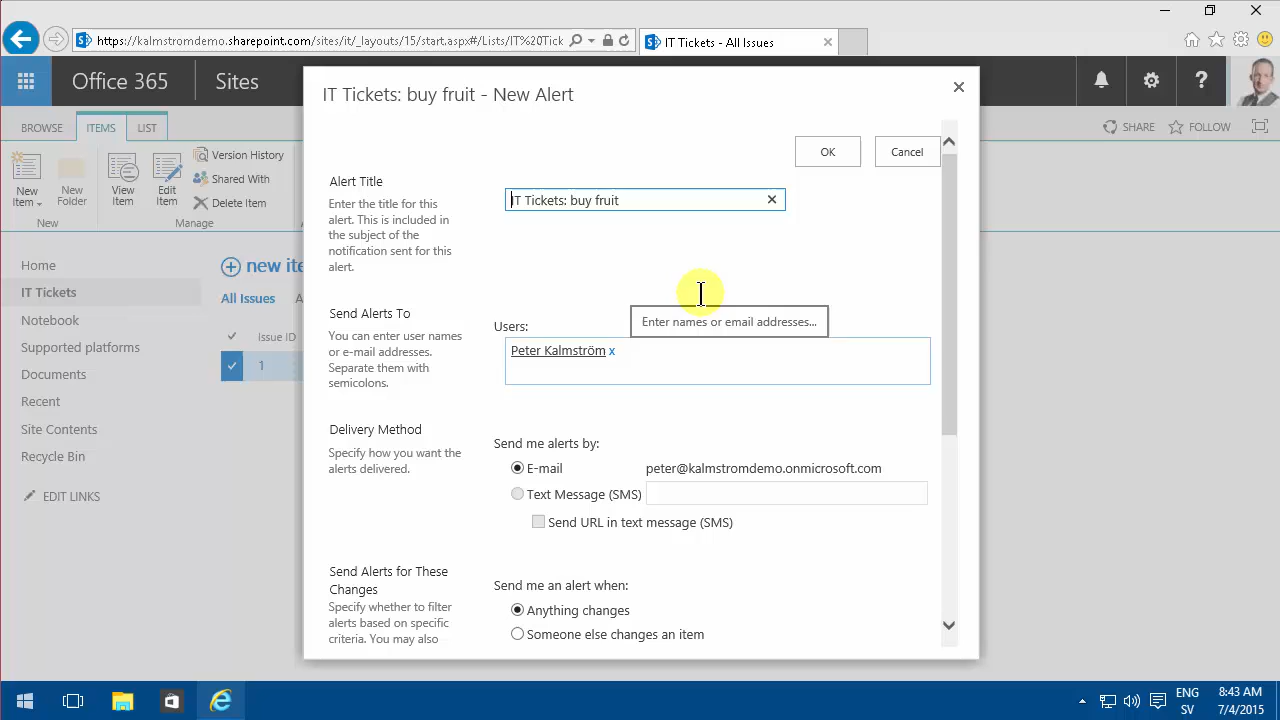 https://kalmstromdemo.sharepoint.com/sites/it/_layouts/15/start.aspx#/Lists/IT%20Tick
IT Tickets - All Issues
Office 365
Sites
IT Tickets: buy fruit - New Alert
BROWSE
ITEMS
LIST
SHARE
FOLLOW
New
Item
New
Folder
View
Item
Edit
Item
Version History
Shared With
Delete Item
New
Manage
OK
Cancel
Alert Title
Enter the title for this
alert. This is included in
the subject of the
notification sent for this
alert.
IT Tickets: buy fruit
Home
IT Tickets
Notebook
Supported platforms
Documents
Recent
Site Contents
Recycle Bin
EDIT LINKS
new ite
All Issues
Issue ID
1
Send Alerts To
You can enter user names
or e-mail addresses.
Separate them with
semicolons.
Users:
Enter names or email addresses...
Peter Kalmström x
Delivery Method
Specify how you want the
alerts delivered.
Send me alerts by:
E-mail
peter@kalmstromdemo.onmicrosoft.com
Text Message (SMS)
Send URL in text message (SMS)
Send Alerts for These
Changes
Specify whether to filter
alerts based on specific
criteria. You may also
Send me an alert when:
Anything changes
Someone else changes an item
ENG
SV
8:43 AM
7/4/2015